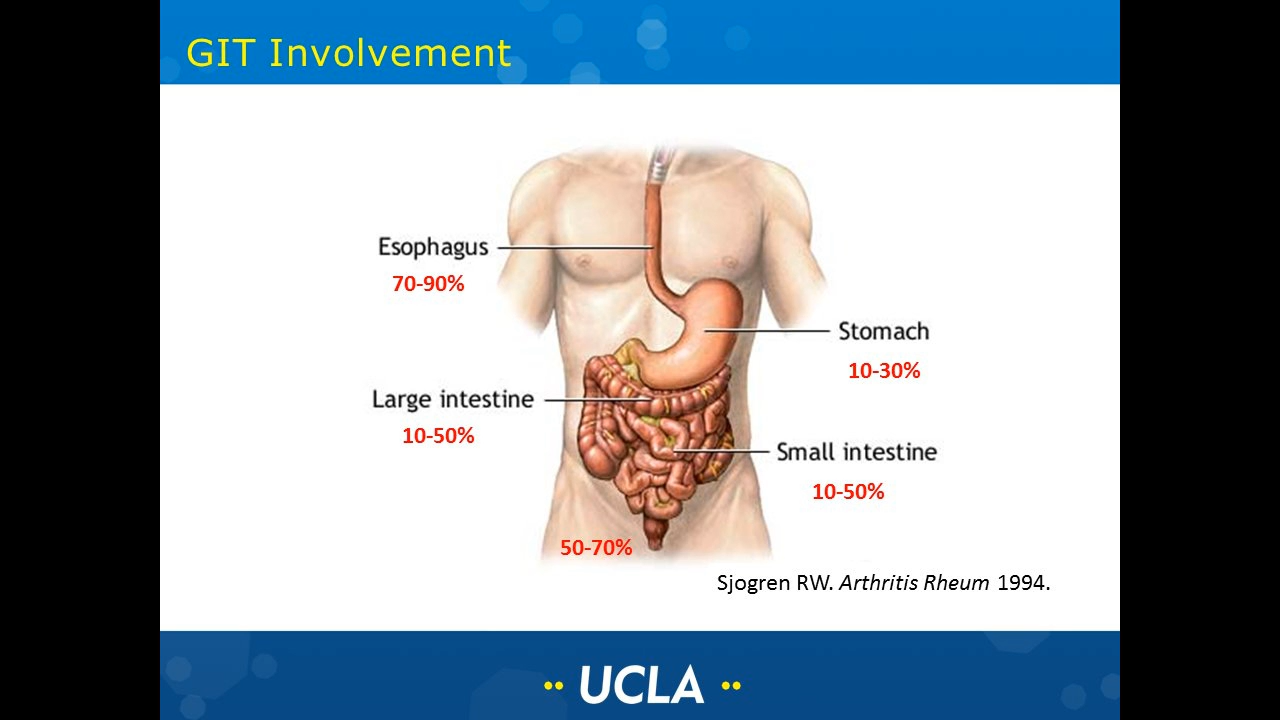 GIT Involvement
Esophagus
70-90%
Stomach
10-30%
Large intestine
10-50%
Small intestine
10-50%
50-70%
Sjogren RW. Arthritis Rheum 1994.
UCLA